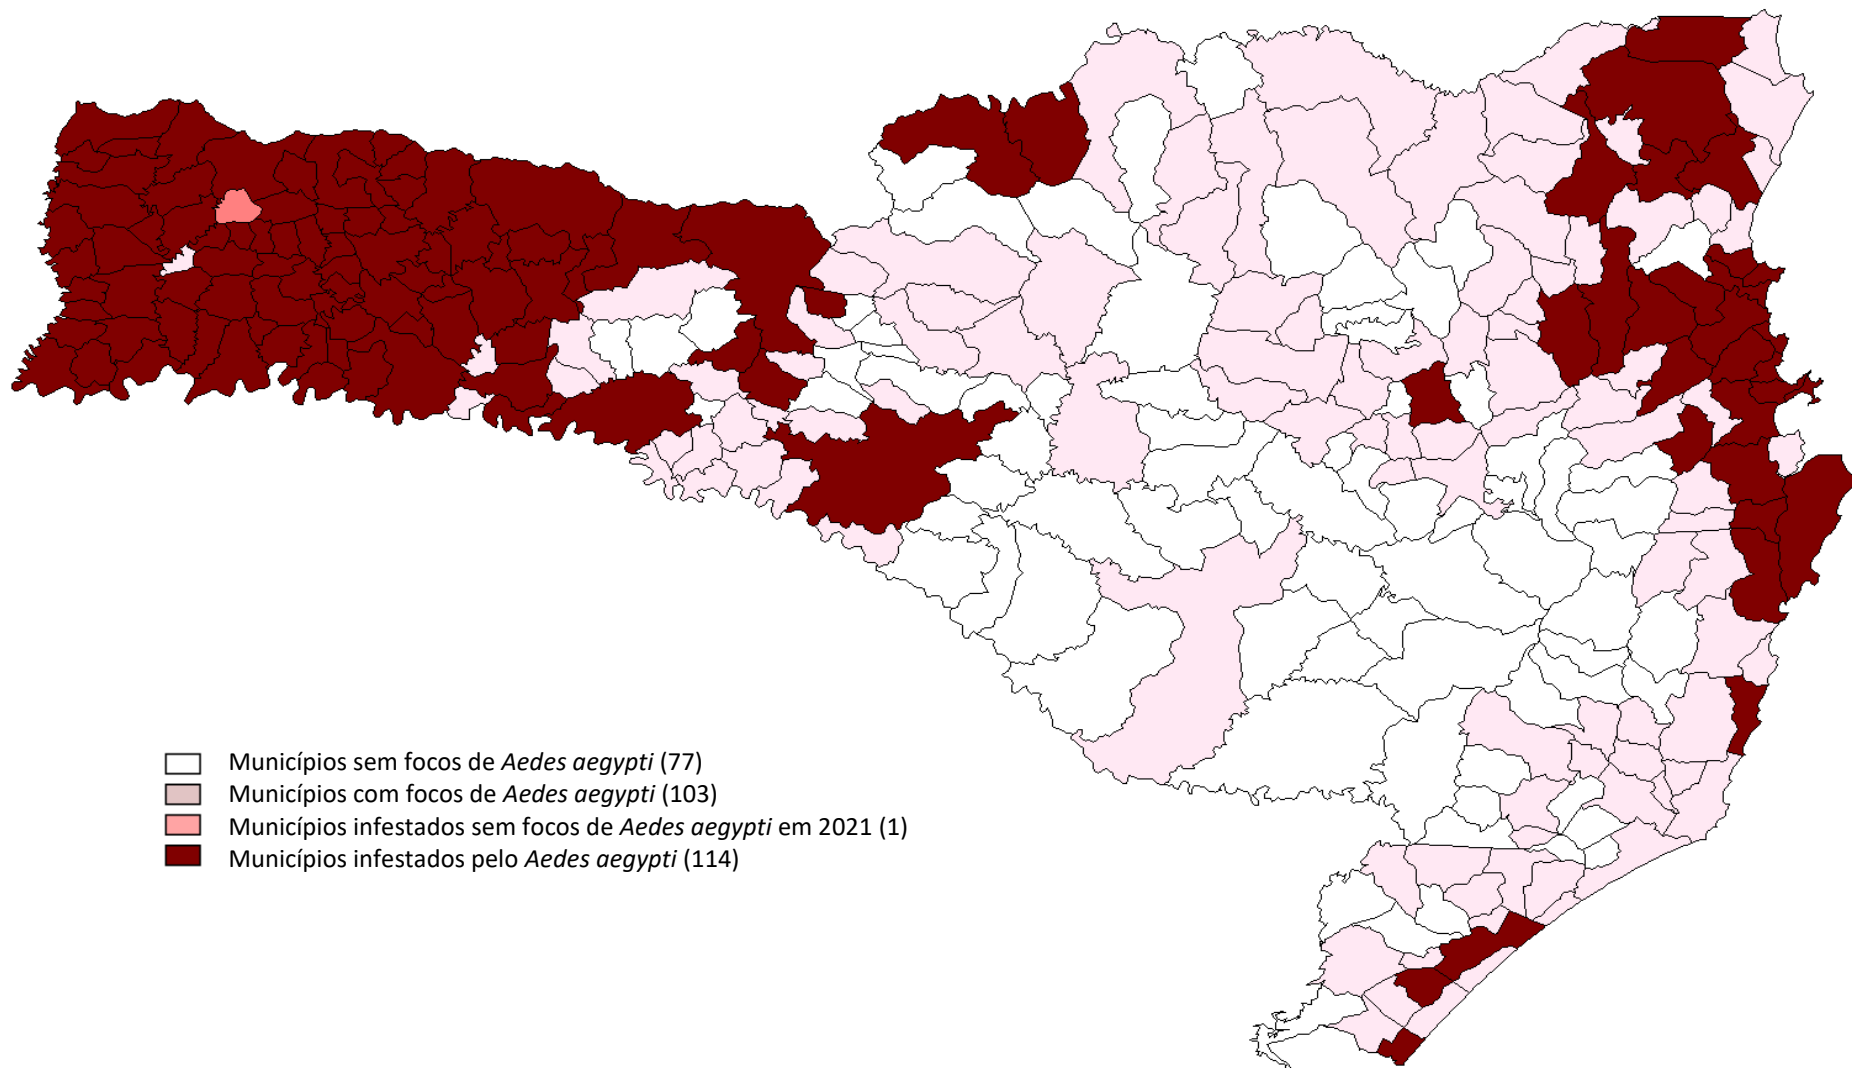 Municípios sem focos de Aedes aegypti (77)
Municípios com focos de Aedes aegypti (103)
Municípios infestados sem focos de Aedes aegypti em 2021 (1)
Municípios infestados pelo Aedes aegypti (114)